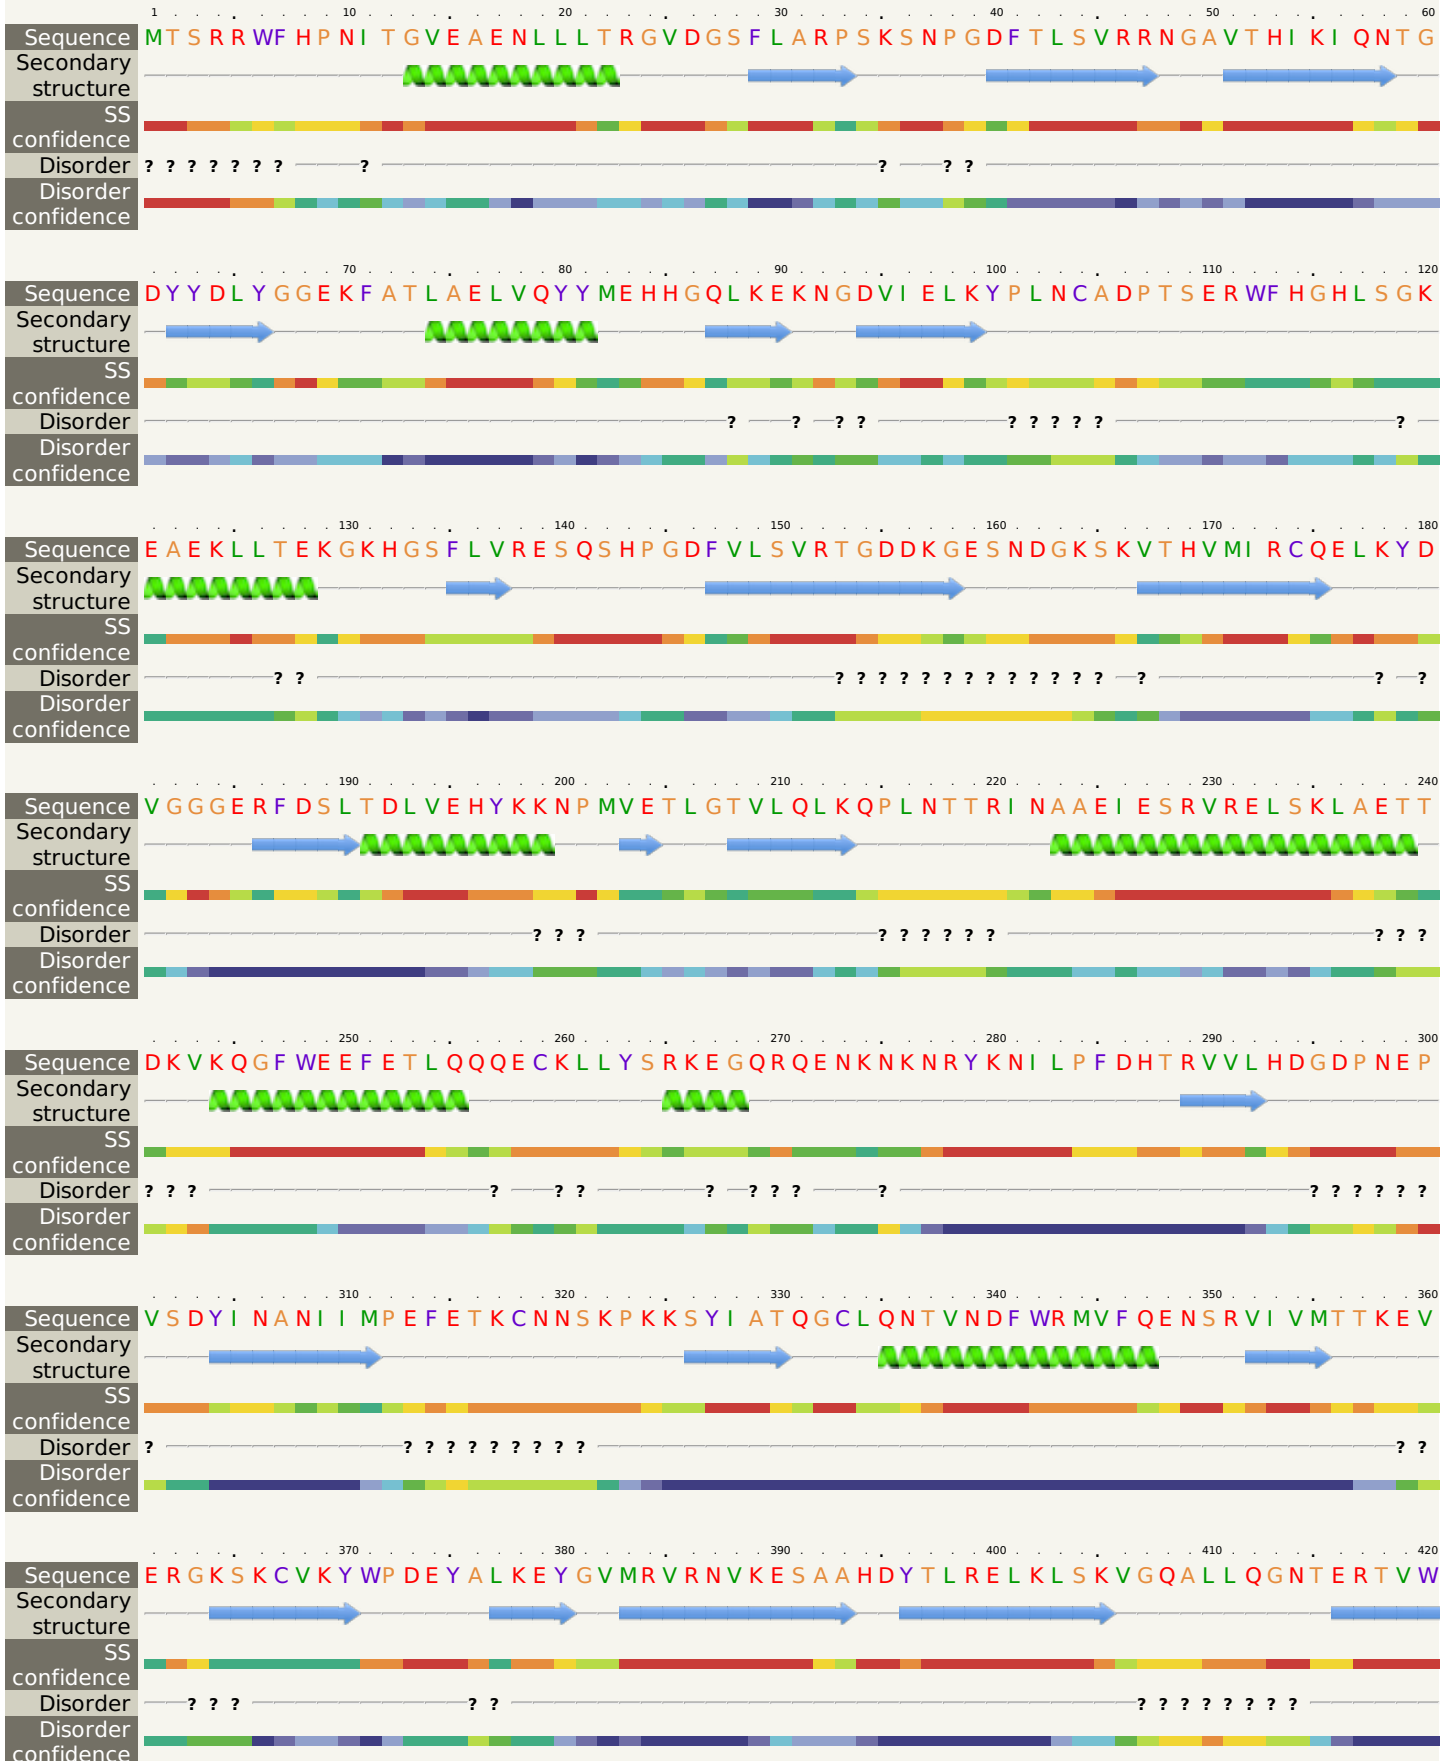 1 10 20 30 40 50 60
Sequence MTSRRWFHPNITGVEAENLLLTRGVDGSFLARPSKSNPGDFTLSVRRNGAVTHIKIQNTG
Secondary
structure
SS
confidence
Disorder ? ? ? ? ? ? ? ? ? ? ?
Disorder
confidence
70 80 90 100 110 120
Sequence DYYDLYGGEKFATLAELVQYYMEHHGQLKEKNGDVIELKYPLNCADPTSERWFHGHLSGK
Secondary
structure
SS
confidence
Disorder ? ? ? ? ? ? ? ? ? ?
Disorder
confidence
130 140 150 160 170 180
Sequence EAEKLLTEKGKHGSFLVRESQSHPGDFVLSVRTGDDKGESNDGKSKVTHVMIRCQELKYD
Secondary
structure
SS
confidence
Disorder ? ? ? ? ? ? ? ? ? ? ? ? ? ? ? ? ? ?
Disorder
confidence
190 200 210 220 230 240
Sequence VGGGERFDSLTDLVEHYKKNPMVETLGTVLQLKQPLNTTRINAAEIESRVRELSKLAETT
Secondary
structure
SS
confidence
Disorder ? ? ? ? ? ? ? ? ? ? ? ?
Disorder
confidence
250 260 270 280 290 300
Sequence DKVKQGFWEEFETLQQQECKLLYSRKEGQRQENKNKNRYKNILPFDHTRVVLHDGDPNEP
Secondary
structure
SS
confidence
Disorder ? ? ? ? ? ? ? ? ? ? ? ? ? ? ? ? ?
Disorder
confidence
310 320 330 340 350 360
Sequence VSDYINANIIMPEFETKCNNSKPKKSYIATQGCLQNTVNDFWRMVFQENSRVIVMTTKEV
Secondary
structure
SS
confidence
Disorder ? ? ? ? ? ? ? ? ? ? ? ?
Disorder
confidence
370 380 390 400 410 420
Sequence ERGKSKCVKYWPDEYALKEYGVMRVRNVKESAAHDYTLRELKLSKVGQALLQGNTERTVW
Secondary
structure
SS
confidence
Disorder ? ? ? ? ? ? ? ? ? ? ? ? ?
Disorder
confidence